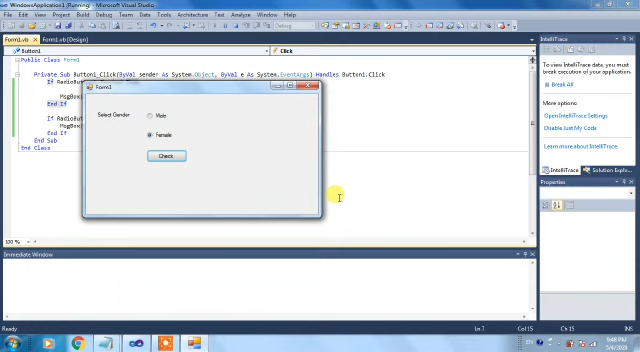 WindowsApplication1 (Running) - Microsoft Visual Studio
File Edit View Project Build Debug Team Data Tools Architecture Test Analyze Window Help
Debug
Form1.vb
Form1.vb [Design]
Button1
Click
Public Class Form1
Private Sub Button1_Click(ByVal sender As System.Object, ByVal e As System.EventArgs) Handles Button1.Click
If RadioBut
MsgBox(
End If
If RadioBut
MsgBox(
End If
End Sub
End Class
Form1
Select Gender
Male
Female
Check
100 %
Immediate Window
IntelliTrace
To view IntelliTrace data, you must break execution of your application.
Break All
More options:
Open IntelliTrace Settings
Disable Just My Code
Learn more about IntelliTrace
IntelliTrace
Solution Explo...
Properties
Ready
Ln 7
Col 15
Ch 15
INS
EN
9:48 PM
5/4/2020